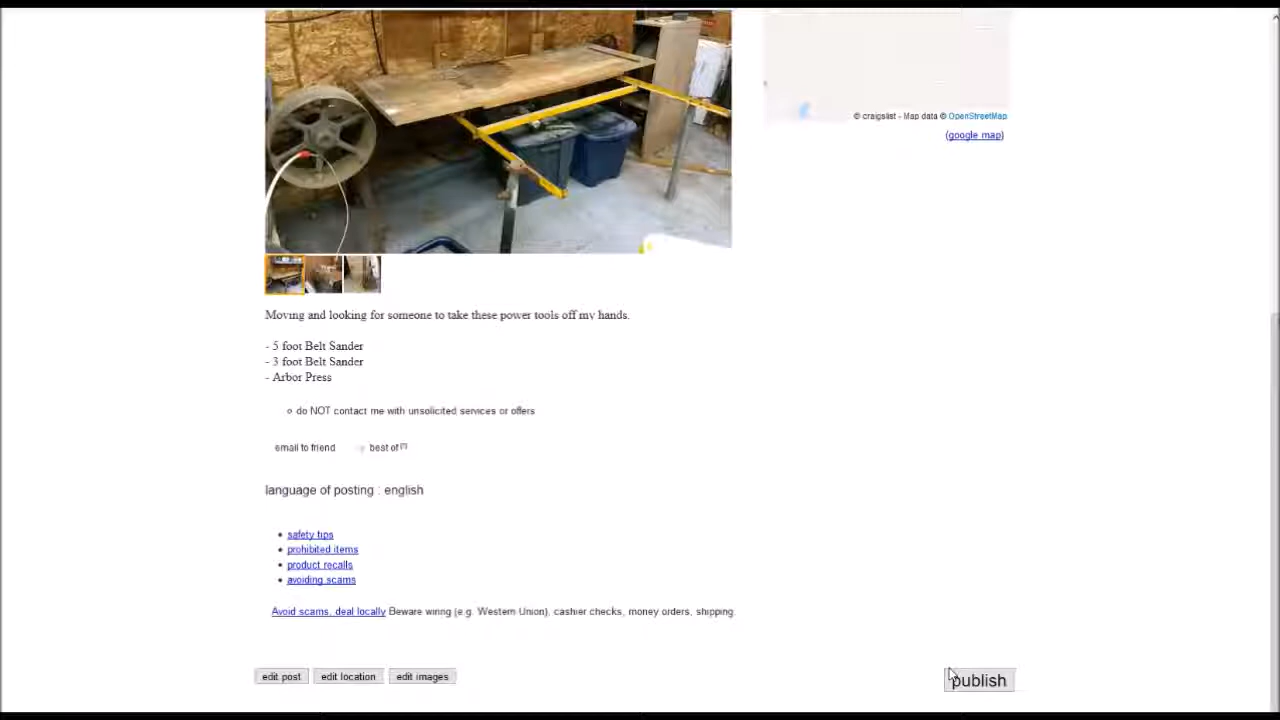 © craigslist - Map data © OpenStreetMap
(google map)
Moving and looking for someone to take these power tools off my hands.
- 5 foot Belt Sander
- 3 foot Belt Sander
- Arbor Press
do NOT contact me with unsolicited services or offers
email to friend
best of [?]
language of posting : english
safety tips
prohibited items
product recalls
avoiding scams
Avoid scams, deal locally Beware wiring (e.g. Western Union), cashier checks, money orders, shipping.
edit post edit location edit images
publish